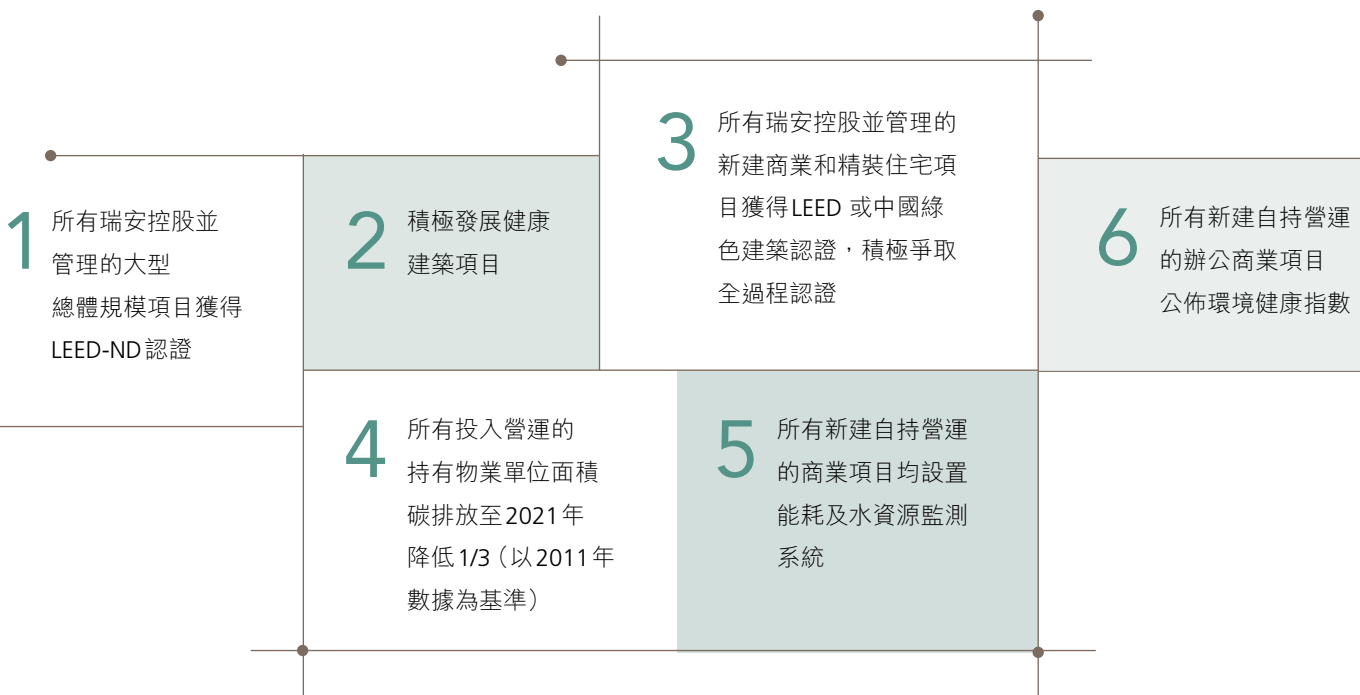 1
所有瑞安控股並
管理的大型
總體規模項目獲得
LEED-ND認證
2
積極發展健康
建築項目
3
所有瑞安控股並管理的
新建商業和精裝住宅項
目獲得LEED 或中國綠
色建築認證，積極爭取
全過程認證
4
所有投入營運的
持有物業單位面積
碳排放至2021年
降低1/3（以2011年
數據為基準）
5
所有新建自持營運
的商業項目均設置
能耗及水資源監測
系統
6
所有新建自持營運
的辦公商業項目
公佈環境健康指數